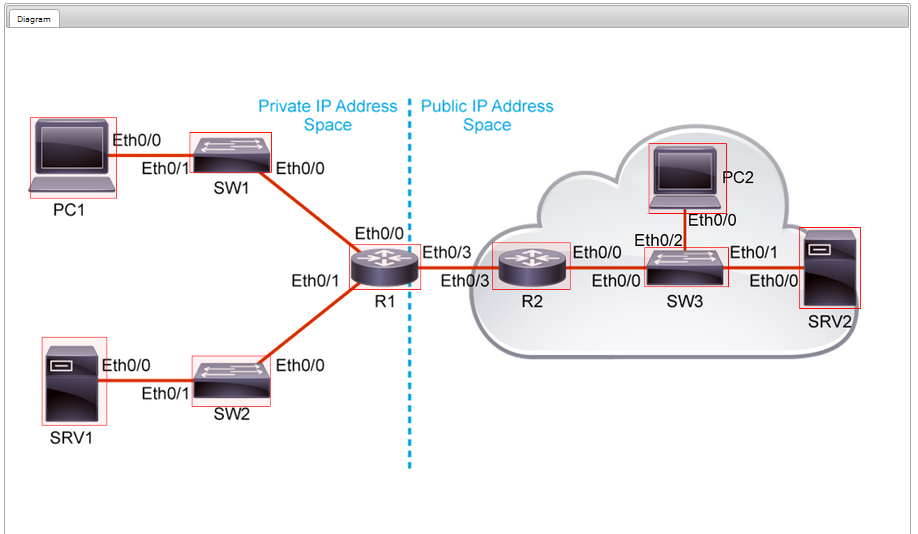 Diagram
Private IP Address
Space
Public IP Address
Space
Eth0/0
Eth0/1
Eth0/0
PC1
SW1
PC2
Eth0/0
Eth0/0
Eth0/3
Eth0/2
Eth0/1
Eth0/1
Eth0/3
Eth0/0
Eth0/0
Eth0/0
R1
R2
SW3
SRV2
Eth0/0
Eth0/0
Eth0/1
SW2
SRV1